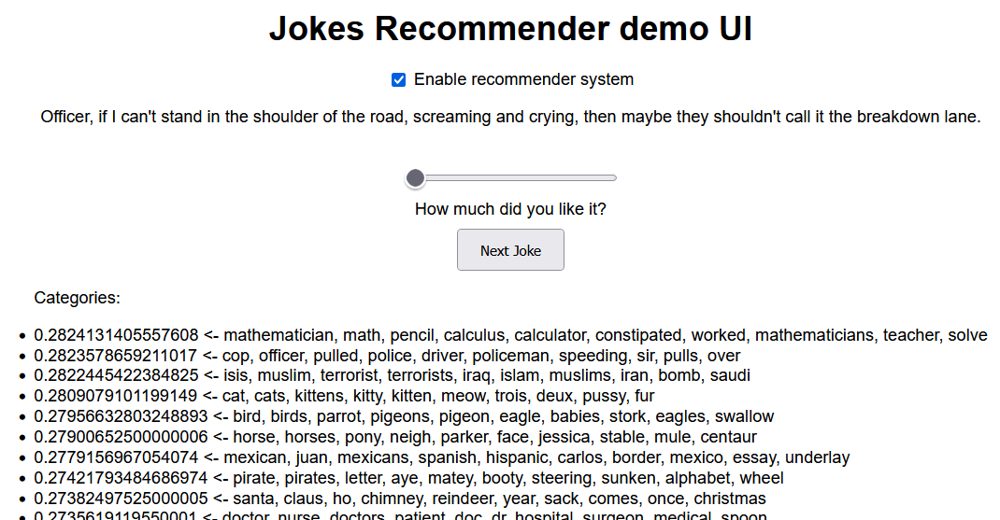 Jokes Recommender demo UI
Enable recommender system
Officer, if I can't stand in the shoulder of the road, screaming and crying, then maybe they shouldn't call it the breakdown lane.
How much did you like it?
Next Joke
Categories:
0.2824131405557608 <- mathematician, math, pencil, calculus, calculator, constipated, worked, mathematicians, teacher, solve
0.2823578659211017 <- cop, officer, pulled, police, driver, policeman, speeding, sir, pulls, over
0.2822445422384825 <- isis, muslim, terrorist, terrorists, iraq, islam, muslims, iran, bomb, saudi
0.2809079101199149 <- cat, cats, kittens, kitty, kitten, meow, trois, deux, pussy, fur
0.27956632803248893 <- bird, birds, parrot, pigeons, pigeon, eagle, babies, stork, eagles, swallow
0.27900652500000006 <- horse, horses, pony, neigh, parker, face, jessica, stable, mule, centaur
0.2779156967054074 <- mexican, juan, mexicans, spanish, hispanic, carlos, border, mexico, essay, underlay
0.27421793484686974 <- pirate, pirates, letter, aye, matey, booty, steering, sunken, alphabet, wheel
0.27382497525000005 <- santa, claus, ho, chimney, reindeer, year, sack, comes, once, christmas
0.2735619119550001 <- doctor, nurse, doctors, patient, doc, dr, hospital, surgeon, medical, spoon